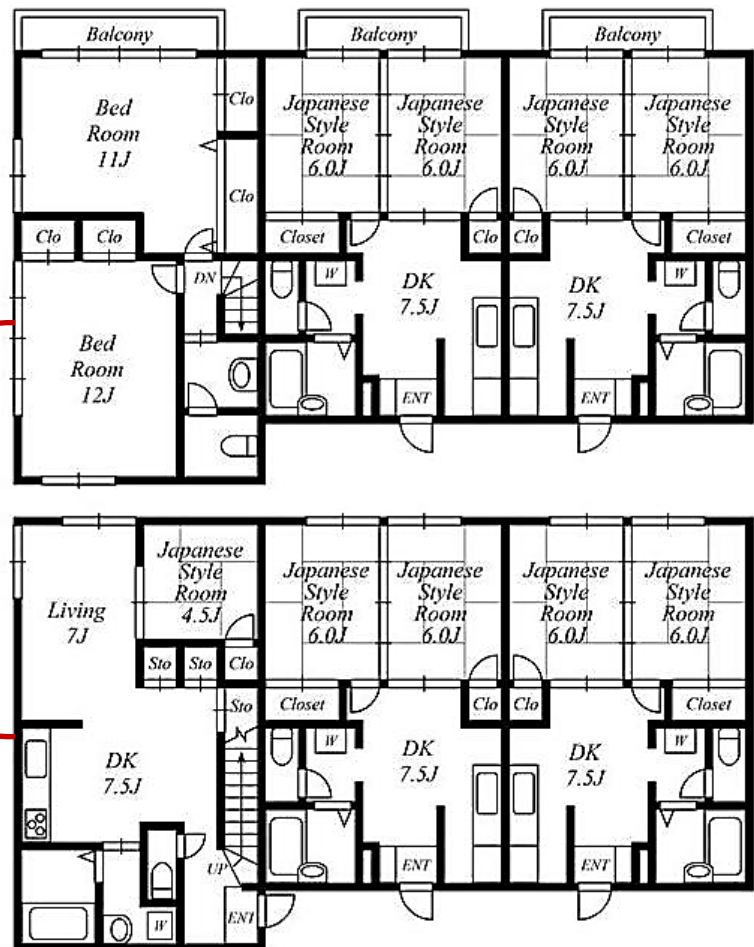 Balcony
Balcony
Balcony
Bed
Room
11J
Clo
Clo
Japanese
Style
Room
6.0J
Japanese
Style
Room
6.0J
Japanese
Style
Room
6.0J
Japanese
Style
Room
6.0J
Clo
Clo
Closet
Clo
Clo
Closet
DN
W
DK
7.5J
DK
7.5J
W
Bed
Room
12J
ENT
ENT
Living
7J
Japanese
Style
Room
4.5J
Japanese
Style
Room
6.0J
Japanese
Style
Room
6.0J
Japanese
Style
Room
6.0J
Japanese
Style
Room
6.0J
Sto
Sto
Clo
Sto
Closet
Clo
Clo
Closet
DK
7.5J
W
DK
7.5J
DK
7.5J
W
UP
ENT
ENT
W
ENT